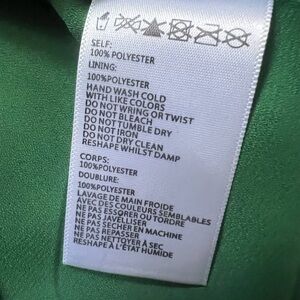 SELF:
100% POLYESTER
LINING:
100%POLYESTER
HAND WASH COLD
WITH LIKE COLORS
DO NOT WRING OR TWIST
DO NOT BLEACH
DO NOT TUMBLE DRY
DO NOT IRON
DO NOT DRY CLEAN
RESHAPE WHILST DAMP
CORPS:
100%POLYESTER
DOUBLURE:
100%POLYESTER
LAVAGE DE MAIN FROIDE
AVEC DES COULEURS SEMBLABLES
NE PAS ESSORER OU TORDRE
NE PAS JAVELLISER
NE PAS SECHER EN MACHINE
NE PAS REPASSER
NE PAS NETTOYER À SEC
RESHAPE À L'ÉTAT HUMIDE